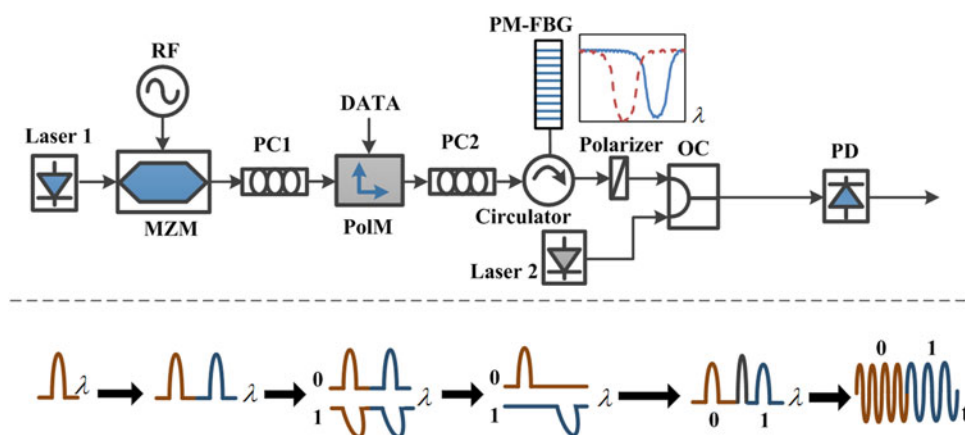 PM-FBG
RF
DATA
λ
Laser 1
PC1
PC2
Polarizer
OC
PD
MZM
PolM
Circulator
Laser 2
λ
λ
0
1
λ
0
1
λ
0
1
λ
0
1
t